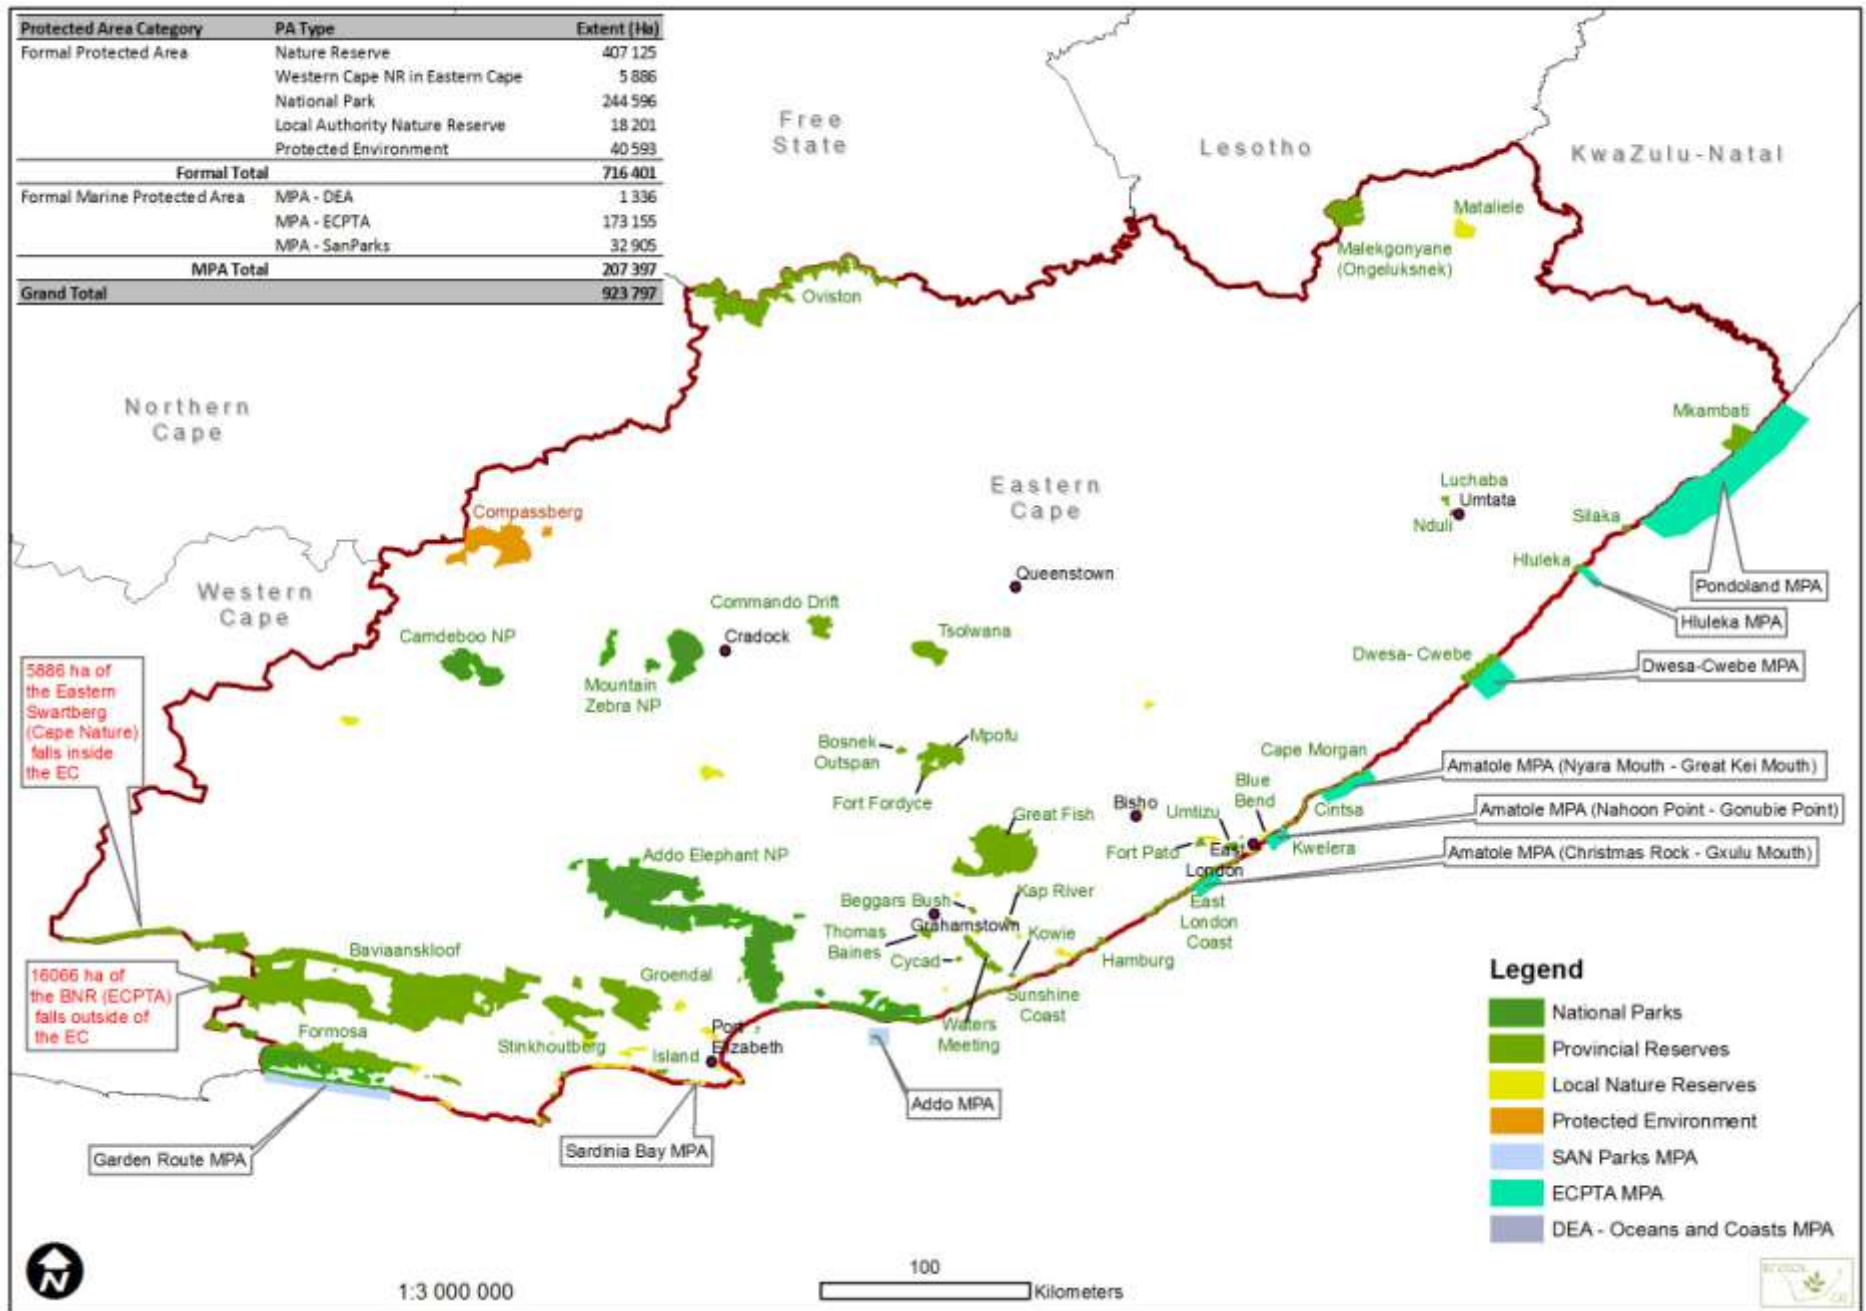 Protected Area Category PA Type Extent (Ha)
Formal Protected Area Nature Reserve 407 125
Western Cape NR in Eastern Cape 5 886
National Park 244 596
Local Authority Nature Reserve 18 201
Protected Environment 40 593
Formal Total 716 401
Formal Marine Protected Area MPA - DEA 1 336
MPA - ECPTA 173 155
MPA - SanParks 32 905
MPA Total 207 397
Grand Total 923 797
Free
State
Lesotho
KwaZulu-Natal
Mataliele
Malekgonyane
(Ongeluksnek)
Oviston
Northern
Cape
Mkambati
Eastern
Cape
Luchaba
Umtata
Nduli
Silaka
Compassberg
Hluleka
Pondoland MPA
Queenstown
Western
Cape
Commando Drift
Hluleka MPA
Camdeboo NP
Cradock
Tsolwana
Dwesa- Cwebe
Dwesa-Cwebe MPA
Mountain
Zebra NP
5886 ha of
the Eastern
Swartberg
(Cape Nature)
falls inside
the EC
Bosnek
Outspan
Mpofu
Fort Fordyce
Cape Morgan
Amatole MPA (Nyara Mouth - Great Kei Mouth)
Blue
Bend
Bisho
Umtizu
Cintsa
Amatole MPA (Nahoon Point - Gonubie Point)
Great Fish
Fort Pato
East
London
Kwelera
Amatole MPA (Christmas Rock - Gxulu Mouth)
Addo Elephant NP
Beggars Bush
Kap River
East
London
Coast
Grahamstown
Thomas
Baines
Kowie
Cycad
Hamburg
Baviaanskloof
Groendal
16066 ha of
the BNR (ECPTA)
falls outside of
the EC
Sunshine
Coast
Waters
Meeting
Formosa
Stinkhoutberg
Island
Port
Elizabeth
Addo MPA
Garden Route MPA
Sardinia Bay MPA
Legend
National Parks
Provincial Reserves
Local Nature Reserves
Protected Environment
SAN Parks MPA
ECPTA MPA
DEA - Oceans and Coasts MPA
N
1:3 000 000
100
Kilometers